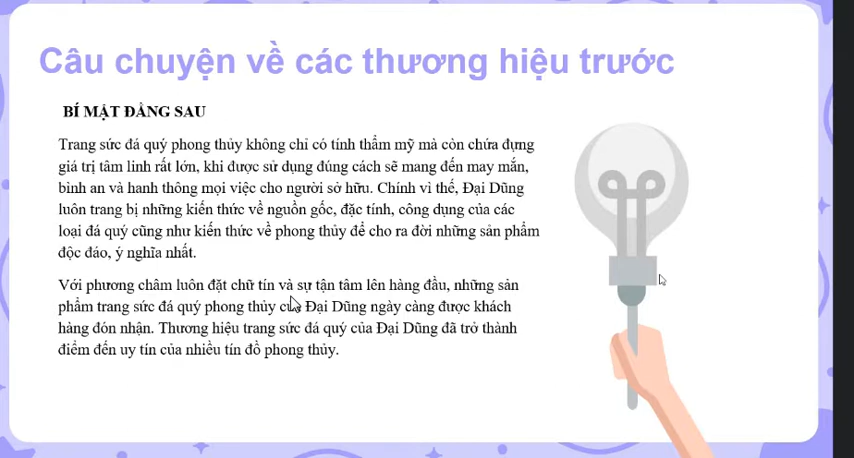 Câu chuyện về các thương hiệu trước
BÍ MẬT ĐẰNG SAU
Trang sức đá quý phong thủy không chỉ có tính thẩm mỹ mà còn chứa đựng
giá trị tâm linh rất lớn, khi được sử dụng đúng cách sẽ mang đến may mắn,
bình an và hanh thông mọi việc cho người sở hữu. Chính vì thế, Đại Dũng
luôn trang bị những kiến thức về nguồn gốc, đặc tính, công dụng của các
loại đá quý cũng như kiến thức về phong thủy để cho ra đời những sản phẩm
độc đáo, ý nghĩa nhất.
Với phương châm luôn đặt chữ tín và sự tận tâm lên hàng đầu, những sản
phẩm trang sức đá quý phong thủy của Đại Dũng ngày càng được khách
hàng đón nhận. Thương hiệu trang sức đá quý của Đại Dũng đã trở thành
điểm đến uy tín của nhiều tín đồ phong thủy.